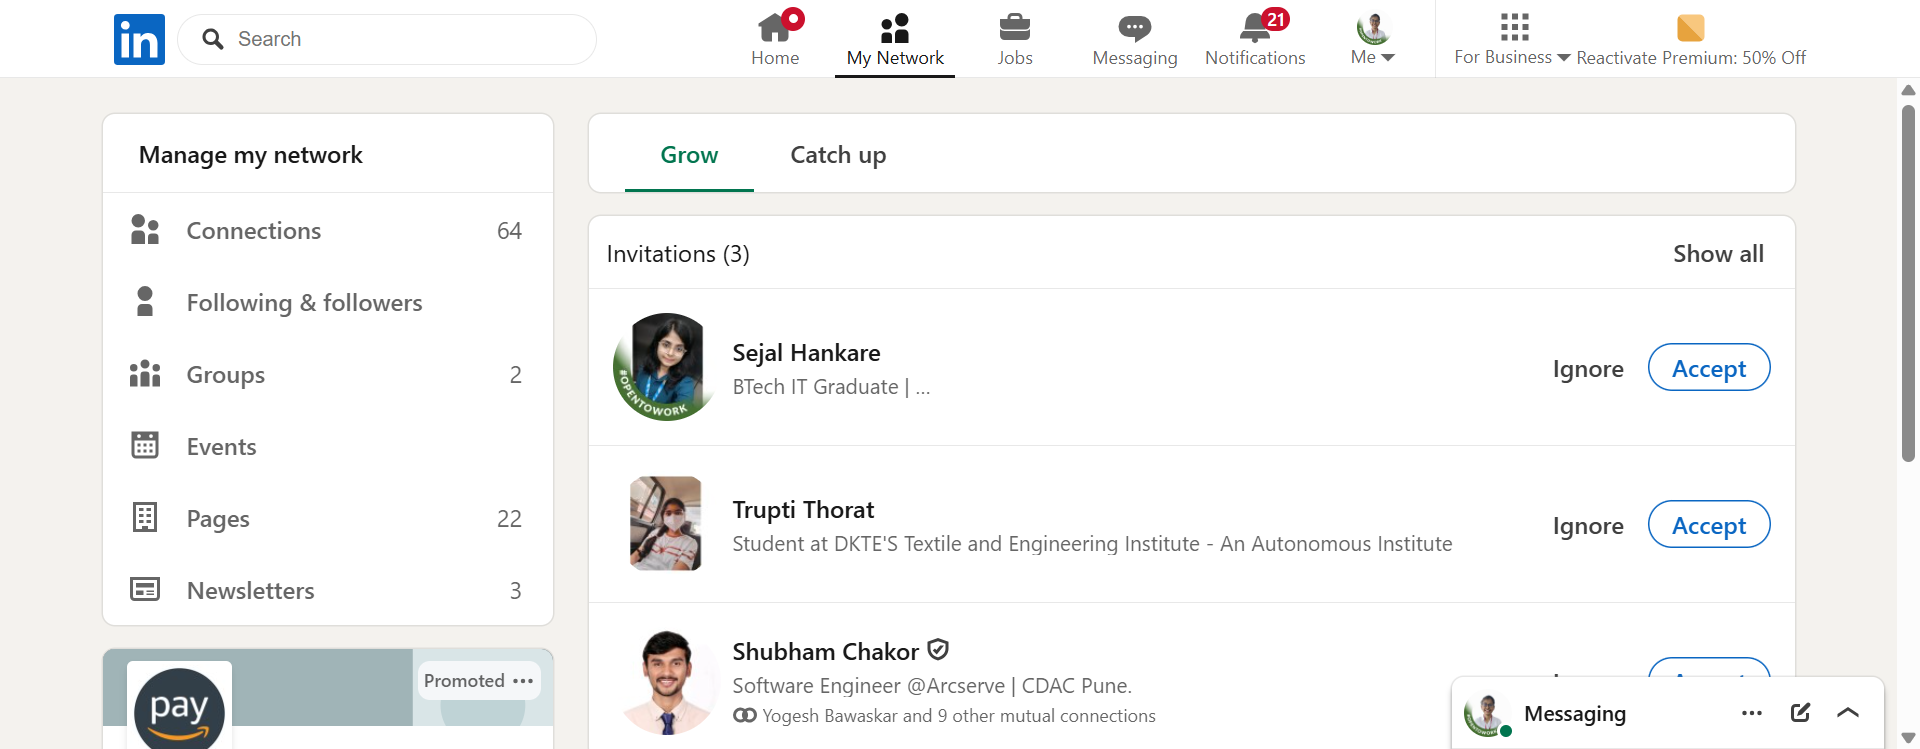 in
Search
Home
My Network
Jobs
Messaging
21
Notifications
Me
For Business
Reactivate Premium: 50% Off
Manage my network
Connections 64
Following & followers
Groups 2
Events
Pages 22
Newsletters 3
Promoted
pay
Grow
Catch up
Invitations (3)
Show all
#OPENTOWORK
Sejal Hankare
BTech IT Graduate | ...
Ignore
Accept
Trupti Thorat
Student at DKTE'S Textile and Engineering Institute - An Autonomous Institute
Ignore
Accept
Shubham Chakor
Software Engineer @Arcserve | CDAC Pune.
Yogesh Bawaskar and 9 other mutual connections
Messaging